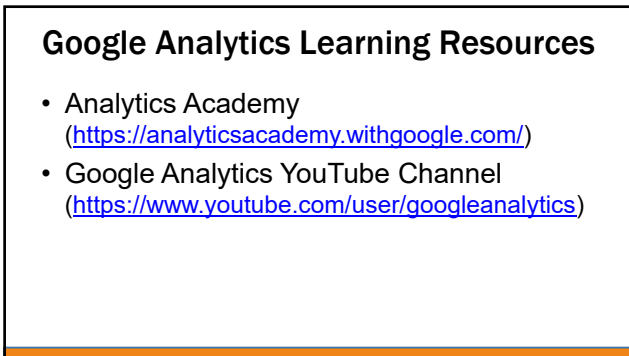 Google Analytics Learning Resources
• Analytics Academy
(https://analyticsacademy.withgoogle.com/)
• Google Analytics YouTube Channel
(https://www.youtube.com/user/googleanalytics)